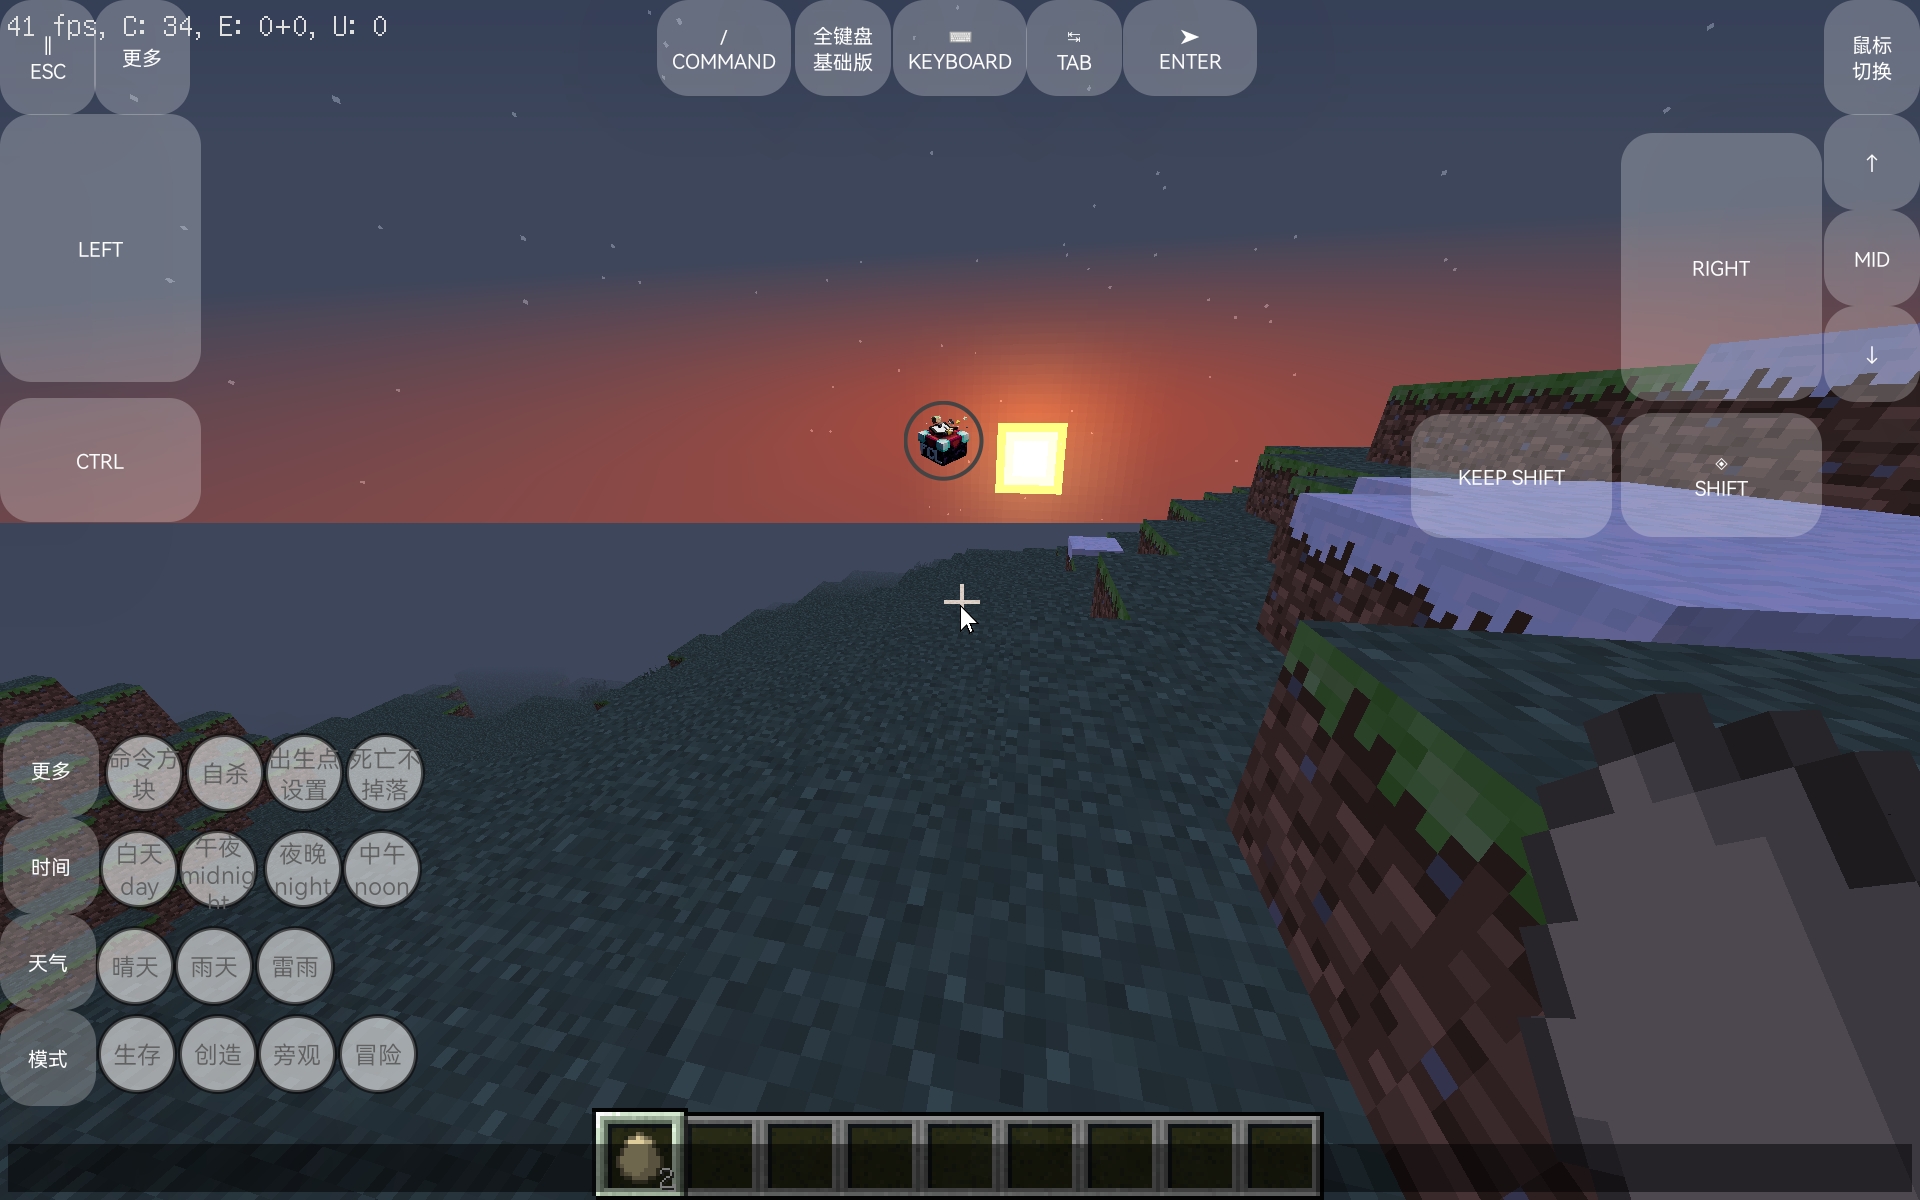 41 fps, C: 34, E: 0+0, U: 0
ESC
更多
/
COMMAND
全键盘
基础版
KEYBOARD
TAB
ENTER
鼠标
切换
LEFT
↑
RIGHT
MID
↓
CTRL
KEEP SHIFT
SHIFT
更多
命令方
块
自杀
出生点
设置
死亡不
掉落
时间
白天
day
午夜
midnig
ht
夜晚
night
中午
noon
天气
晴天
雨天
雷雨
模式
生存
创造
旁观
冒险
2